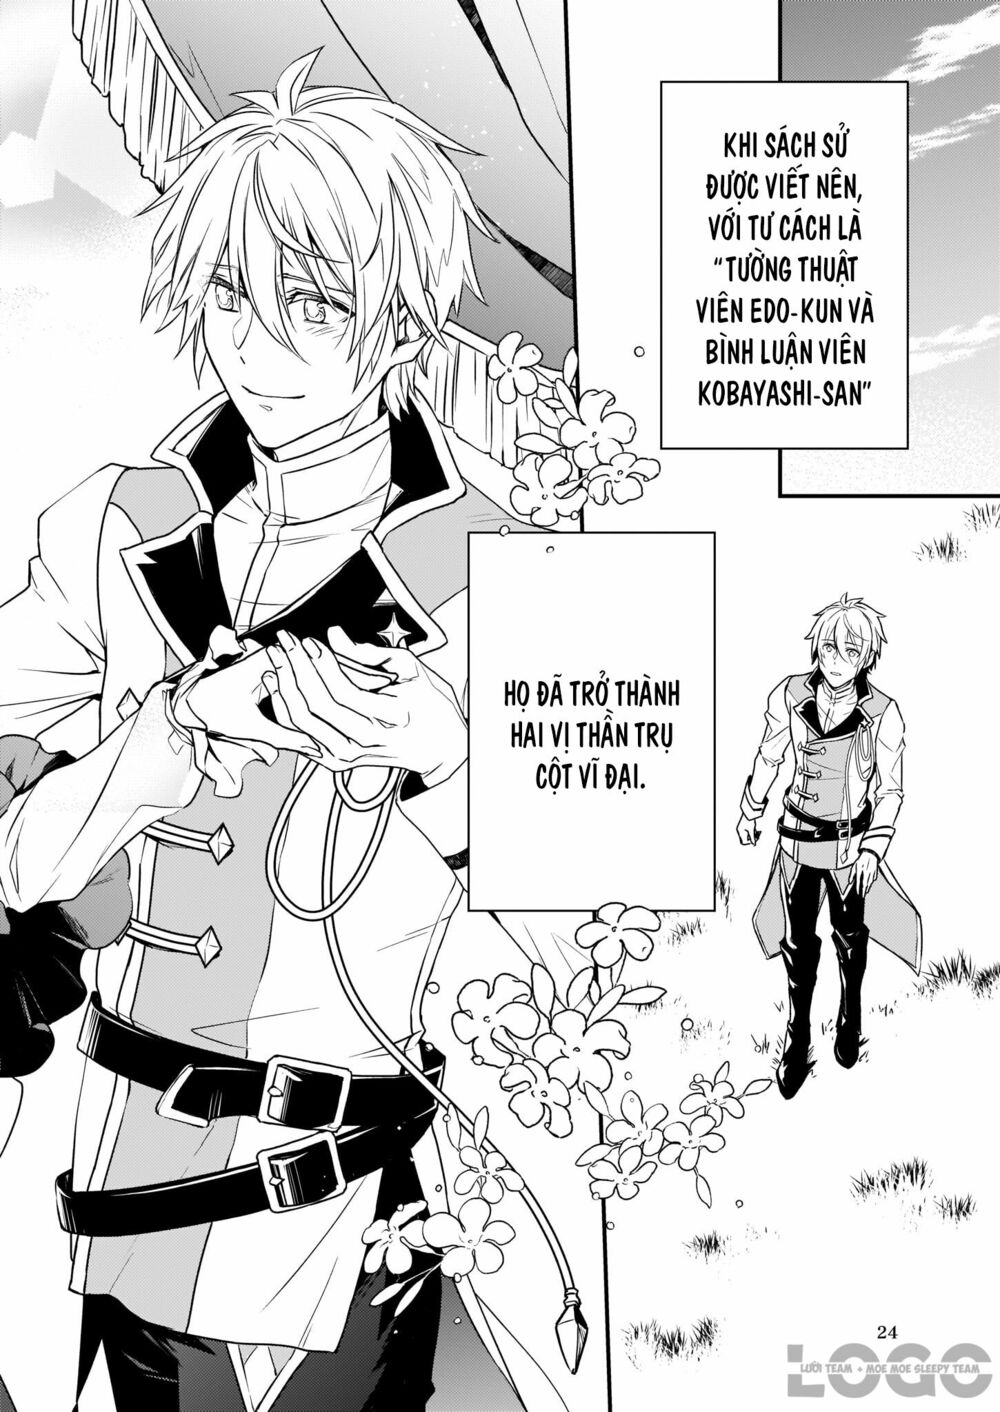 KHI SÁCH SỬ
ĐƯỢC VIẾT NÊN,
VỚI TƯ CÁCH LÀ
“TƯỜNG THUẬT
VIÊN EDO-KUN VÀ
BÌNH LUẬN VIÊN
KOBAYASHI-SAN”
HỌ ĐÃ TRỞ THÀNH
HAI VỊ THẦN TRỤ
CỘT VĨ ĐẠI.
24
LOGO
LƯỜI TEAM + MOE MOE SLEEPY TEAM